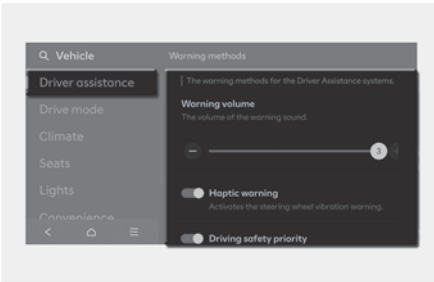 Vehicle
Warning methods
Driver assistance
Drive mode
Climate
Seats
Lights
Convenience
The warning methods for the Driver Assistance systems.
Warning volume
The volume of the warning sound.
3
Haptic warning
Activates the steering wheel vibration warning.
Driving safety priority